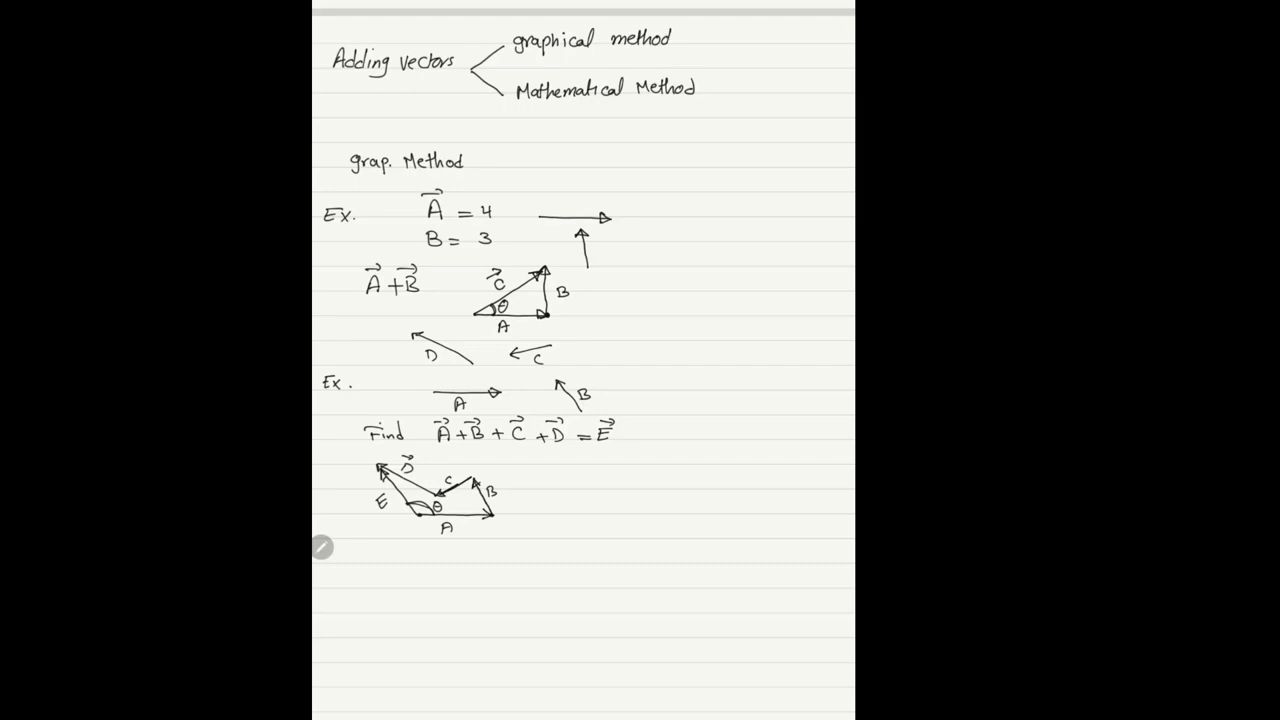 Adding vectors
graphical method
Mathematical Method
grap. Method
Ex. A⃗ = 4
B = 3
A⃗ + B⃗
C⃗
θ
B
A
D
C
Ex.
A
B
Find A⃗ + B⃗ + C⃗ + D⃗ = E⃗
D⃗
C
B
E
θ
A